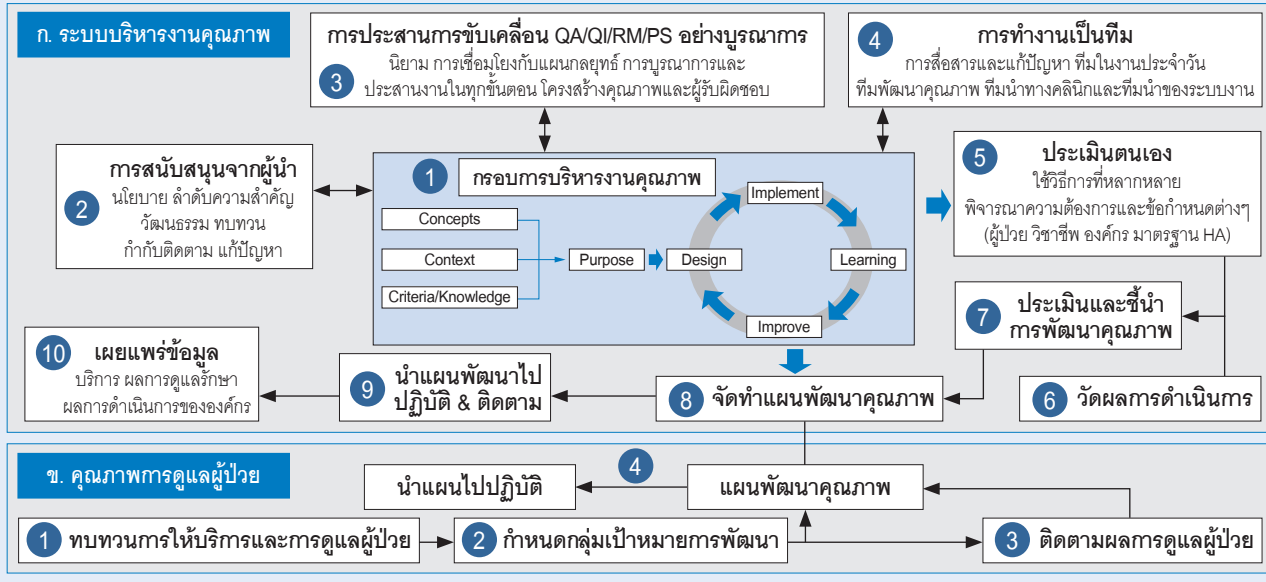 ก. ระบบบริหารงานคุณภาพ
การประสานการขับเคลื่อน QA/QI/RM/PS อย่างบูรณาการ
3
นิยาม การเชื่อมโยงกับแผนกลยุทธ์ การบูรณาการและ
ประสานงานในทุกขั้นตอน โครงสร้างคุณภาพและผู้รับผิดชอบ
4
การทำงานเป็นทีม
การสื่อสารและแก้ปัญหา ทีมในงานประจำวัน
ทีมพัฒนาคุณภาพ ทีมนำทางคลินิกและทีมนำของระบบงาน
2
การสนับสนุนจากผู้นำ
นโยบาย ลำดับความสำคัญ
วัฒนธรรม ทบทวน
กำกับติดตาม แก้ปัญหา
1
กรอบการบริหารงานคุณภาพ
Concepts
Context
Criteria/Knowledge
Purpose
Design
Implement
Learning
Improve
5
ประเมินตนเอง
ใช้วิธีการที่หลากหลาย
พิจารณาความต้องการและข้อกำหนดต่างๆ
(ผู้ป่วย วิชาชีพ องค์กร มาตรฐาน HA)
7
ประเมินและชี้นำ
การพัฒนาคุณภาพ
10
เผยแพร่ข้อมูล
บริการ ผลการดูแลรักษา
ผลการดำเนินการขององค์กร
9
นำแผนพัฒนาไป
ปฏิบัติ & ติดตาม
8
จัดทำแผนพัฒนาคุณภาพ
6
วัดผลการดำเนินการ
ข. คุณภาพการดูแลผู้ป่วย
นำแผนไปปฏิบัติ
4
แผนพัฒนาคุณภาพ
1
ทบทวนการให้บริการและการดูแลผู้ป่วย
2
กำหนดกลุ่มเป้าหมายการพัฒนา
3
ติดตามผลการดูแลผู้ป่วย